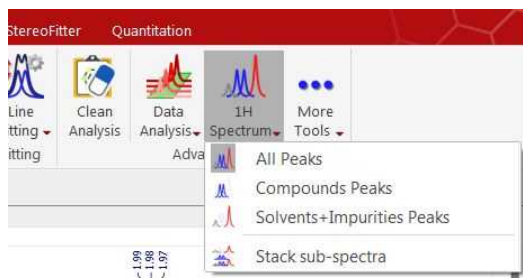 StereoFitter Quantitation
Line Clean Data 1H More
tting Analysis Analysis Spectrum Tools
itting Adva
All Peaks
Compounds Peaks
Solvents+Impurities Peaks
Stack sub-spectra
1.99
1.98
1.97